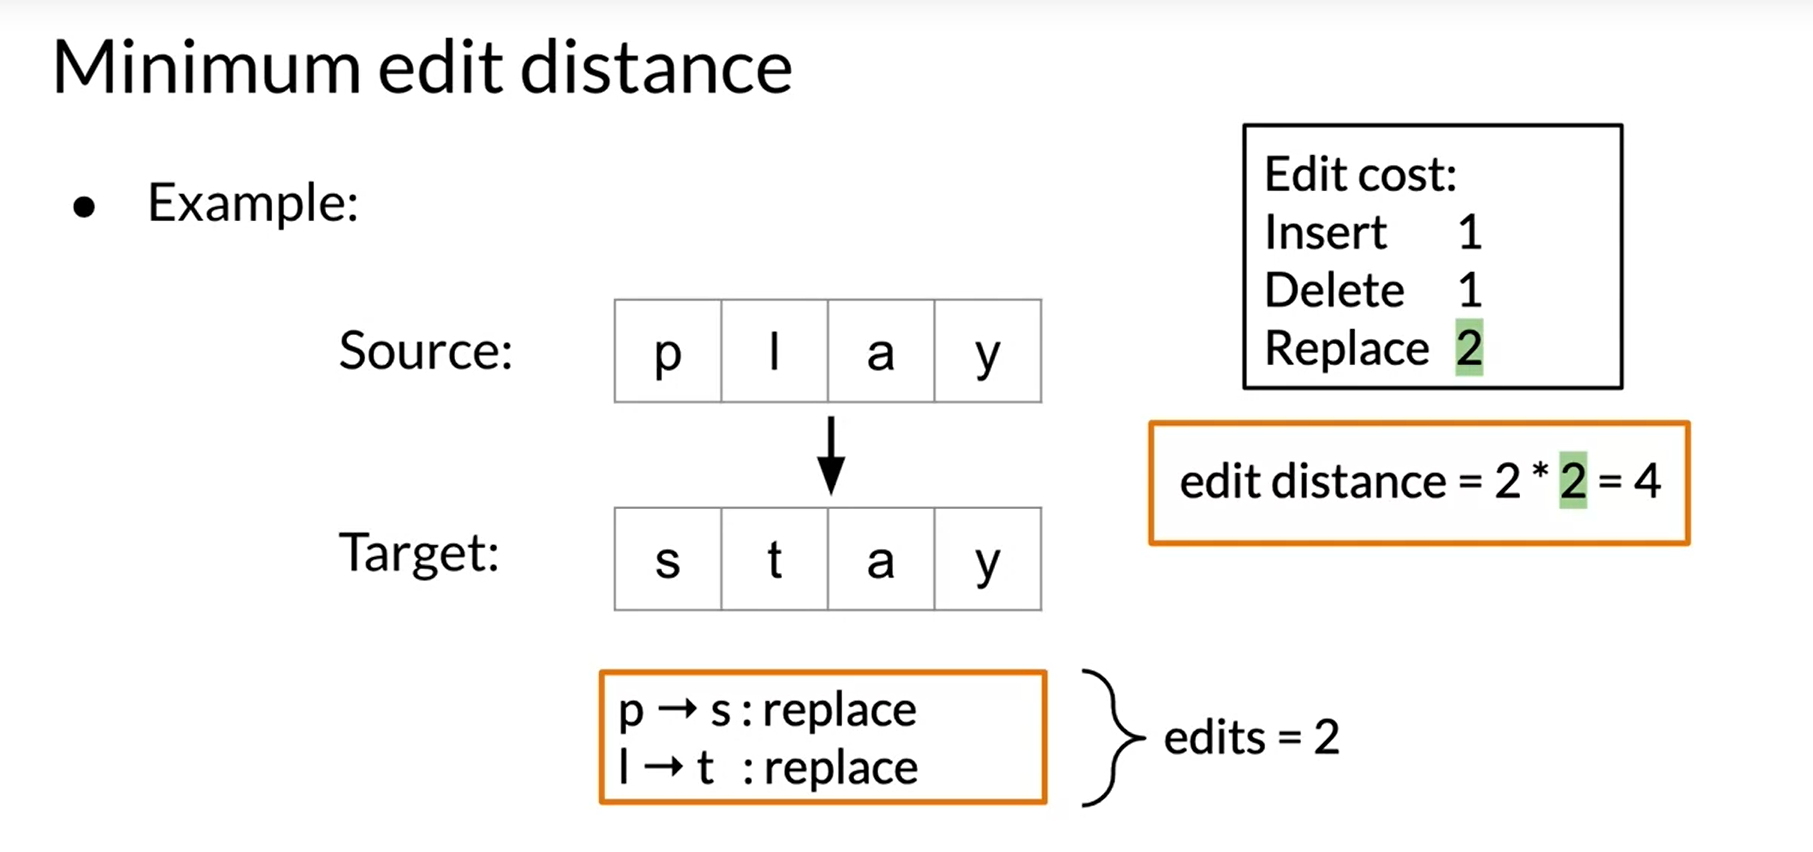 Minimum edit distance
● Example:
Edit cost:
Insert 1
Delete 1
Replace 2
Source: p l a y
edit distance = 2 * 2 = 4
Target: s t a y
p → s : replace
l → t : replace
edits = 2